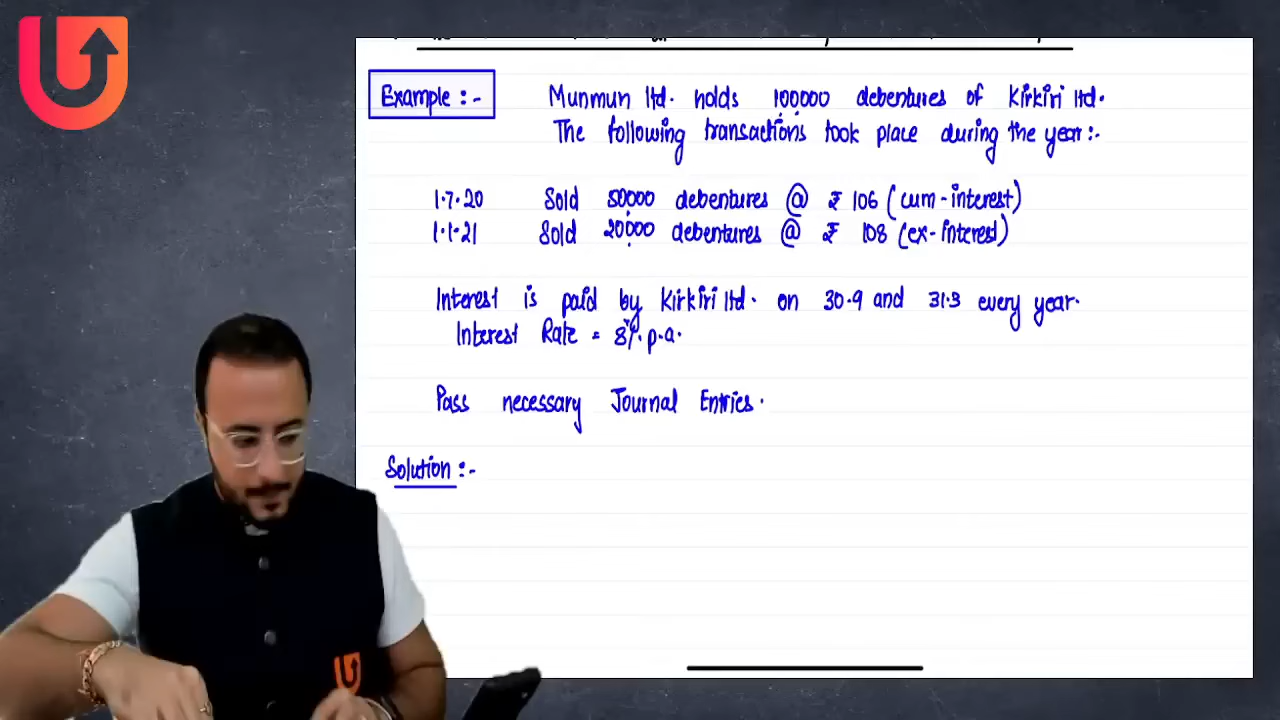 Example :-
Munmun ltd. holds 100000 debentures of Kirkiri ltd.
The following transactions took place during the year :-
1.7.20 Sold 50000 debentures @ ₹ 106 (cum-interest)
1.1.21 Sold 20000 debentures @ ₹ 108 (ex-interest)
Interest is paid by Kirkiri ltd. on 30.9 and 31.3 every year.
Interest Rate = 8% p.a.
Pass necessary Journal Entries.
Solution :-